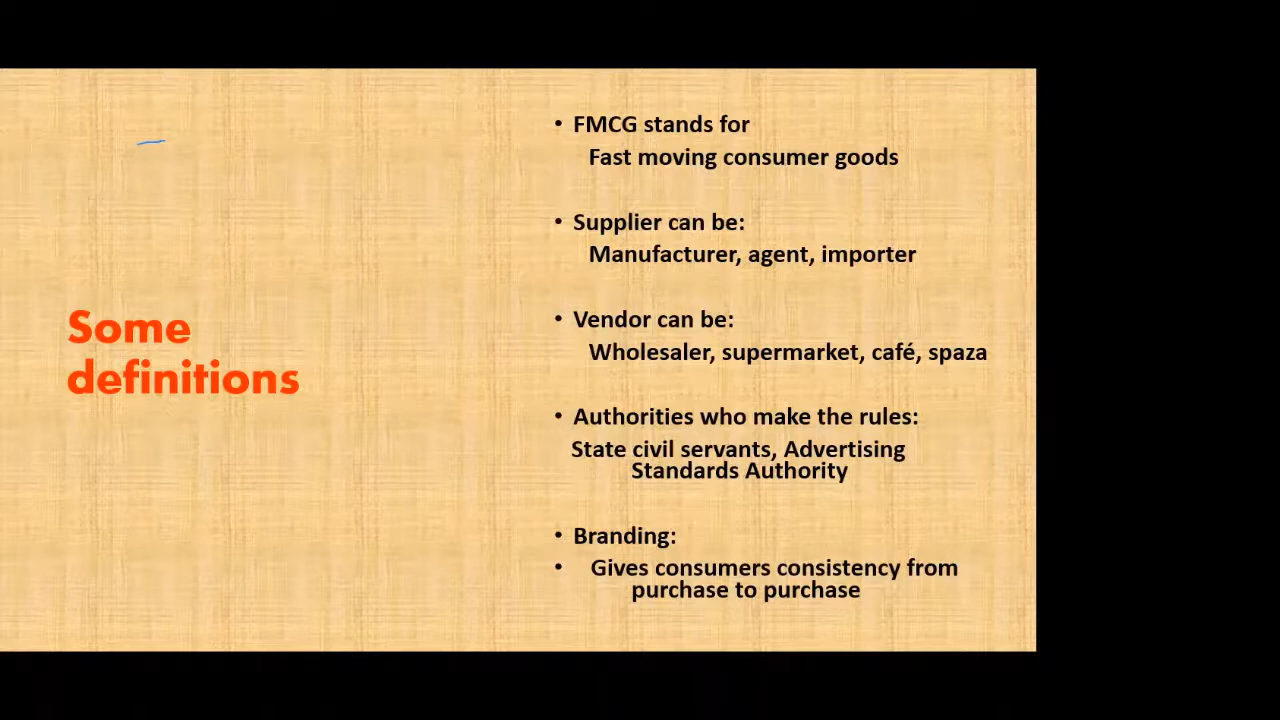 Some
definitions
• FMCG stands for
Fast moving consumer goods
• Supplier can be:
Manufacturer, agent, importer
• Vendor can be:
Wholesaler, supermarket, café, spaza
• Authorities who make the rules:
State civil servants, Advertising
Standards Authority
• Branding:
• Gives consumers consistency from
purchase to purchase